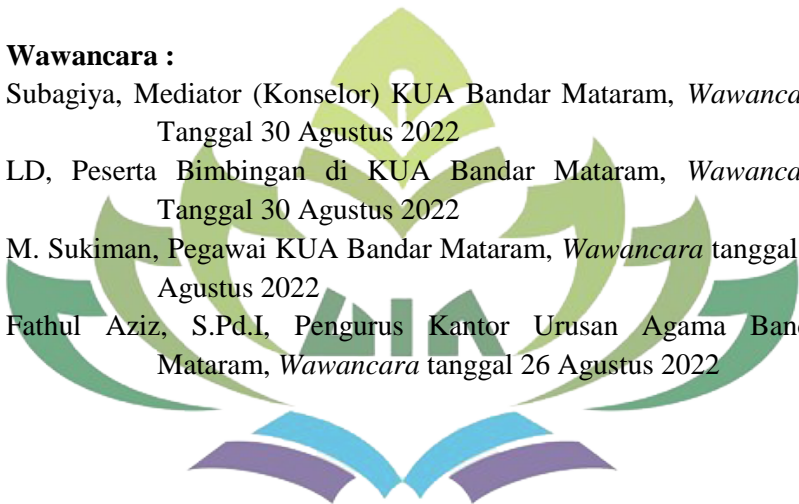 Wawancara :
Subagiya, Mediator (Konselor) KUA Bandar Mataram, Wawanca
Tanggal 30 Agustus 2022
LD, Peserta Bimbingan di KUA Bandar Mataram, Wawanca
Tanggal 30 Agustus 2022
M. Sukiman, Pegawai KUA Bandar Mataram, Wawancara tanggal
Agustus 2022
Fathul Aziz, S.Pd.I, Pengurus Kantor Urusan Agama Band
Mataram, Wawancara tanggal 26 Agustus 2022